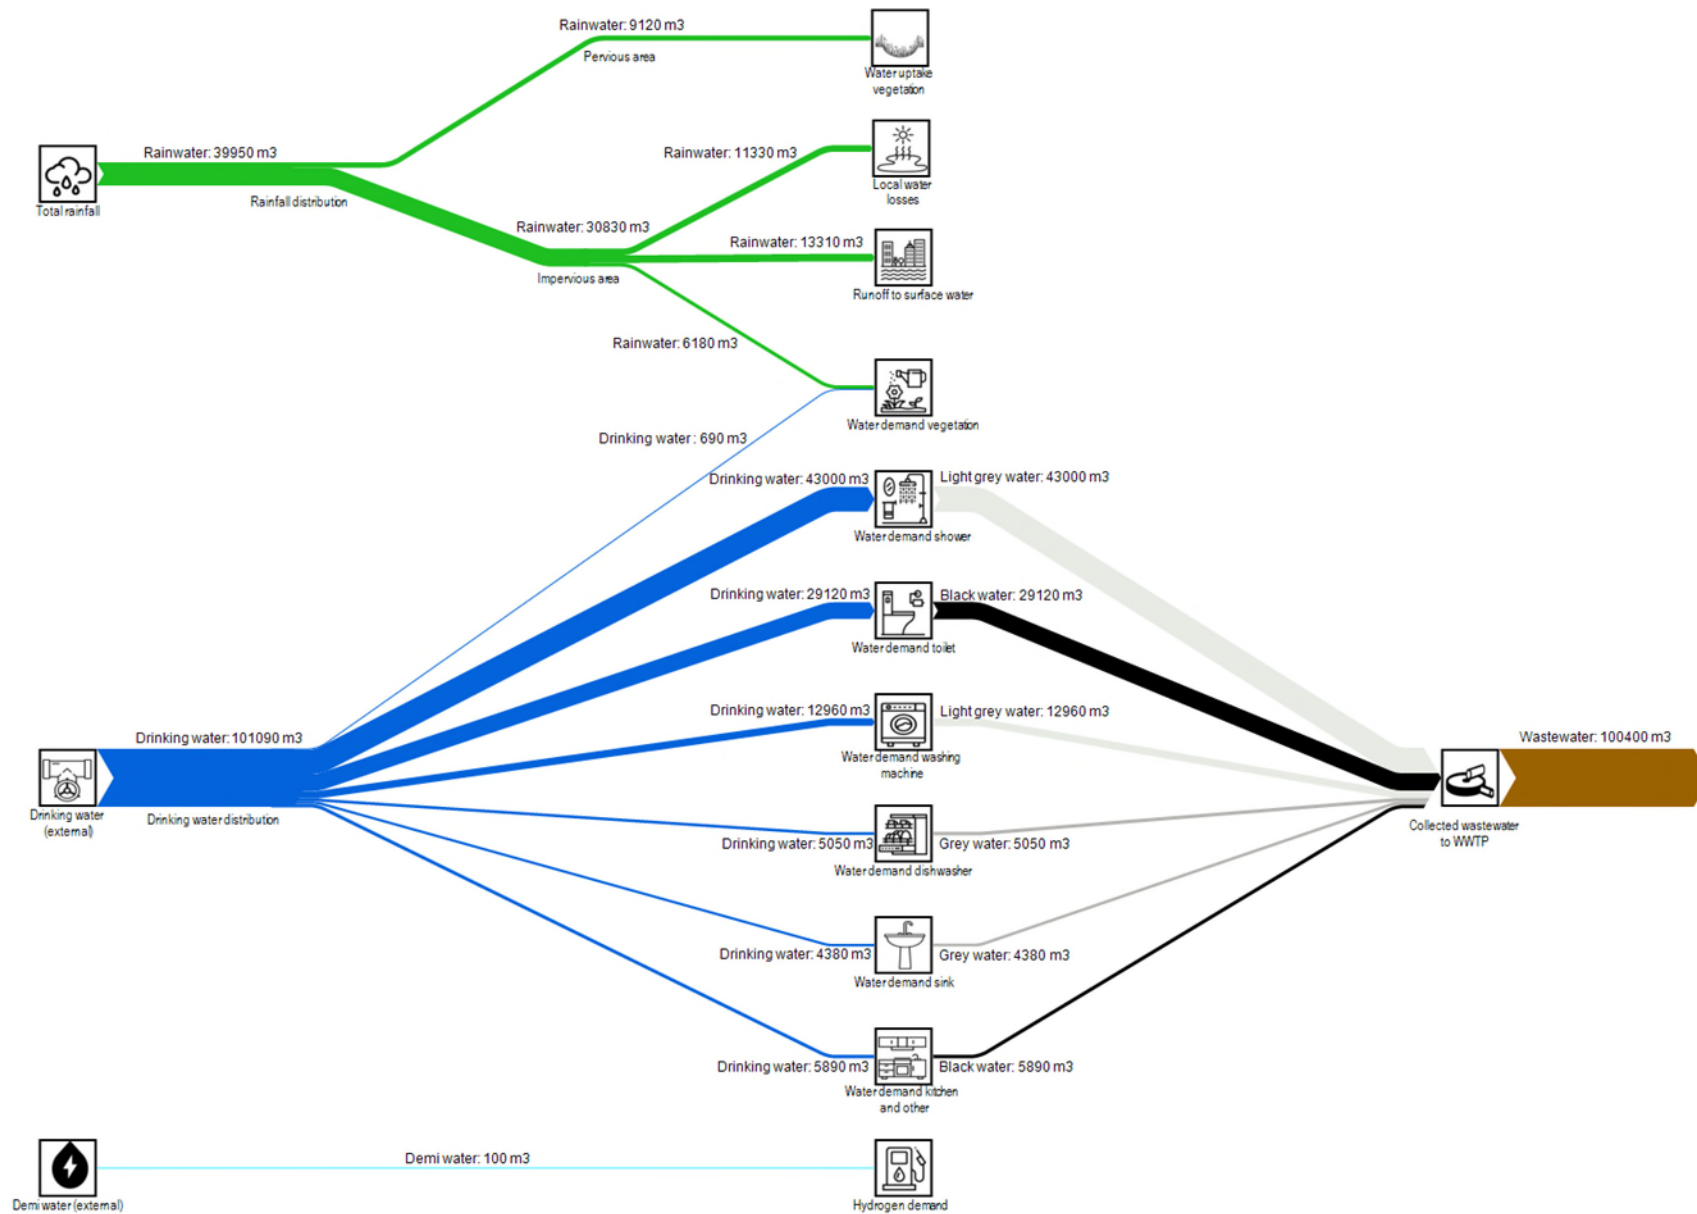 Rainwater: 9120 m3
Pervious area
Water uptake
vegetation
Rainwater: 39950 m3
Total rainfall
Rainfall distribution
Rainwater: 11330 m3
Local water
losses
Rainwater: 30830 m3
Impervious area
Rainwater: 13310 m3
Runoff to surface water
Rainwater: 6180 m3
Water demand vegetation
Drinking water : 690 m3
Drinking water: 43000 m3
Light grey water: 43000 m3
Water demand shower
Drinking water: 29120 m3
Black water: 29120 m3
Water demand toilet
Drinking water: 12960 m3
Light grey water: 12960 m3
Water demand washing
machine
Drinking water: 101090 m3
Drinking water
(external)
Drinking water distribution
Wastewater: 100400 m3
Collected wastewater
to WWTP
Drinking water: 5050 m3
Grey water: 5050 m3
Water demand dishwasher
Drinking water: 4380 m3
Grey water: 4380 m3
Water demand sink
Drinking water: 5890 m3
Black water: 5890 m3
Water demand kitchen
and other
Demi water: 100 m3
Demi water (external)
Hydrogen demand